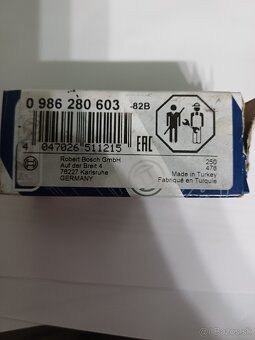 0 986 280 603 -82B
4 047026 511215
EAC
Robert Bosch GmbH
Auf der Breit 4
76227 Karlsruhe
GERMANY
250
478
Made in Turkey
Fabriqué en Turquie